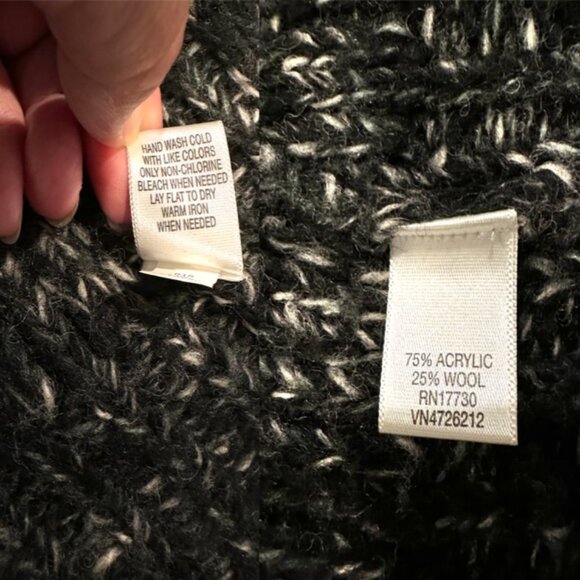 HAND WASH COLD
WITH LIKE COLORS
ONLY NON-CHLORINE
BLEACH WHEN NEEDED
LAY FLAT TO DRY
WARM IRON
WHEN NEEDED
75% ACRYLIC
25% WOOL
RN17730
VN4726212